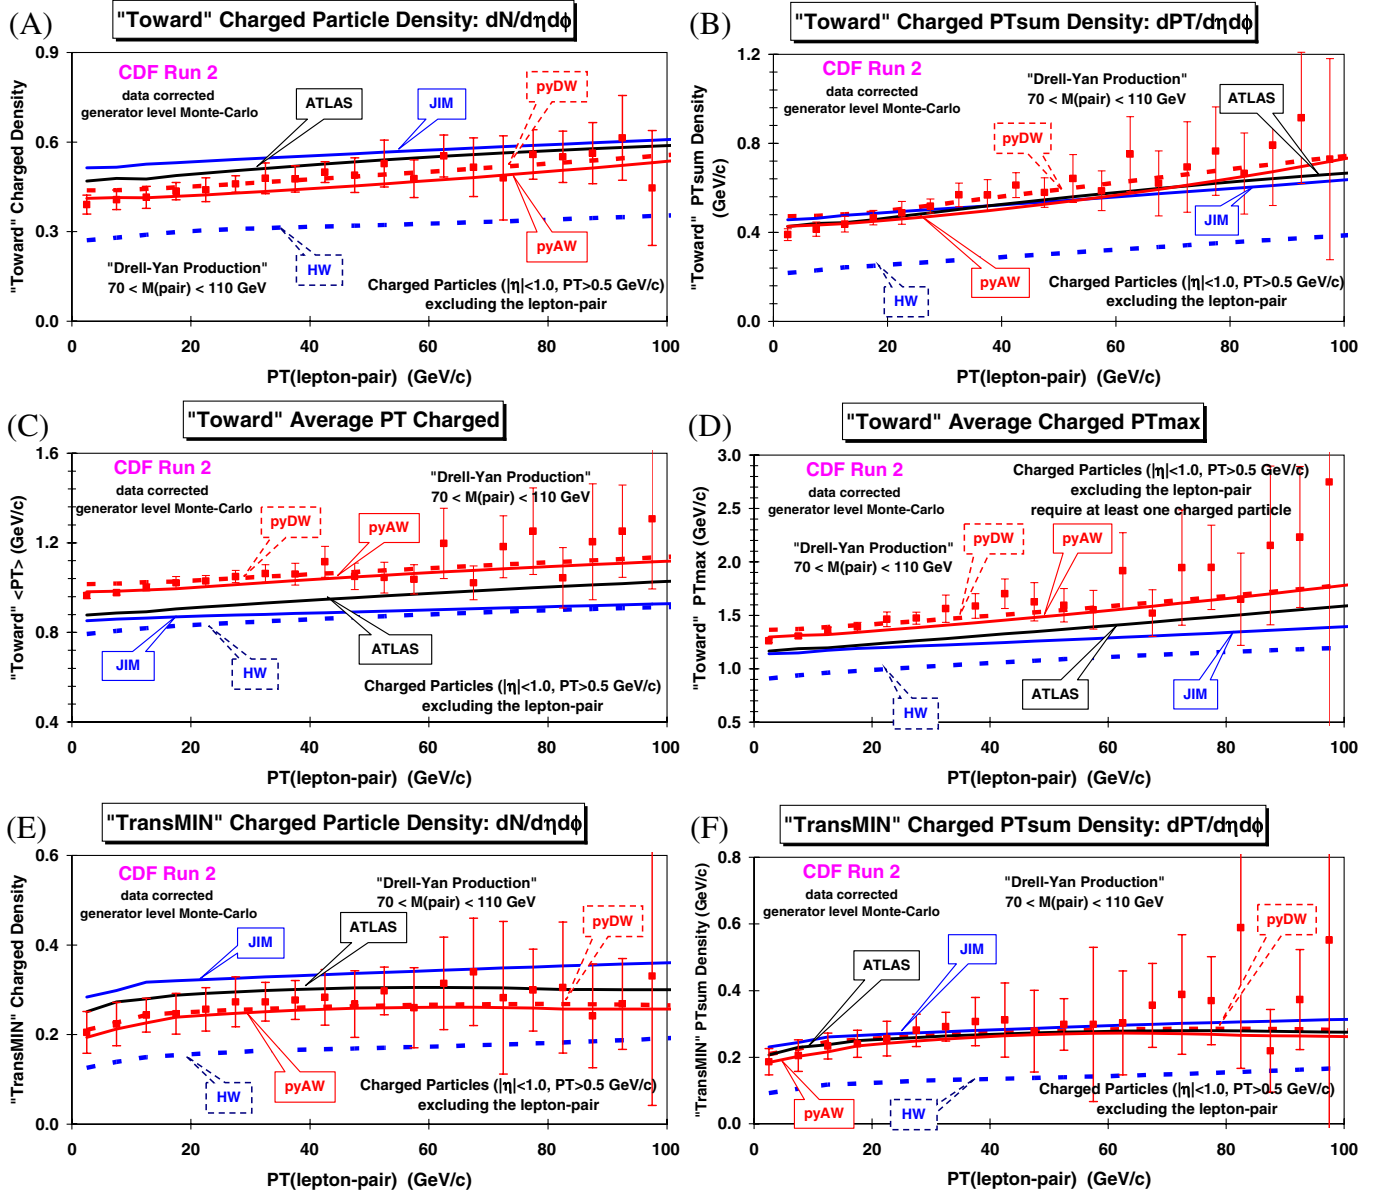 (A)
"Toward" Charged Particle Density: dN/dηdϕ
"Toward" Charged Density
0.9
0.6
0.3
0.0
CDF Run 2
data corrected
generator level Monte-Carlo
ATLAS
JIM
pyDW
pyAW
HW
"Drell-Yan Production"
70 < M(pair) < 110 GeV
Charged Particles (|η|<1.0, PT>0.5 GeV/c)
excluding the lepton-pair
0 20 40 60 80 100
PT(lepton-pair) (GeV/c)
(B)
"Toward" Charged PTsum Density: dPT/dηdϕ
"Toward" PTsum Density
(GeV/c)
1.2
0.8
0.4
0.0
CDF Run 2
data corrected
generator level Monte-Carlo
"Drell-Yan Production"
70 < M(pair) < 110 GeV
ATLAS
pyDW
JIM
pyAW
HW
Charged Particles (|η|<1.0, PT>0.5 GeV/c)
excluding the lepton-pair
0 20 40 60 80 100
PT(lepton-pair) (GeV/c)
(C)
"Toward" Average PT Charged
"Toward" <PT> (GeV/c)
1.6
1.2
0.8
0.4
CDF Run 2
data corrected
generator level Monte-Carlo
"Drell-Yan Production"
70 < M(pair) < 110 GeV
pyDW
pyAW
JIM
HW
ATLAS
Charged Particles (|η|<1.0, PT>0.5 GeV/c)
excluding the lepton-pair
0 20 40 60 80 100
PT(lepton-pair) (GeV/c)
(D)
"Toward" Average Charged PTmax
"Toward" PTmax (GeV/c)
3.0
2.5
2.0
1.5
1.0
0.5
CDF Run 2
data corrected
generator level Monte-Carlo
Charged Particles (|η|<1.0, PT>0.5 GeV/c)
excluding the lepton-pair
require at least one charged particle
"Drell-Yan Production"
70 < M(pair) < 110 GeV
pyDW
pyAW
HW
ATLAS
JIM
0 20 40 60 80 100
PT(lepton-pair) (GeV/c)
(E)
"TransMIN" Charged Particle Density: dN/dηdϕ
"TransMIN" Charged Density
0.6
0.4
0.2
0.0
CDF Run 2
data corrected
generator level Monte-Carlo
"Drell-Yan Production"
70 < M(pair) < 110 GeV
JIM
ATLAS
pyDW
HW
pyAW
Charged Particles (|η|<1.0, PT>0.5 GeV/c)
excluding the lepton-pair
0 20 40 60 80 100
PT(lepton-pair) (GeV/c)
(F)
"TransMIN" Charged PTsum Density: dPT/dηdϕ
"TransMIN" PTsum Density (GeV/c)
0.8
0.6
0.4
0.2
0.0
CDF Run 2
data corrected
generator level Monte-Carlo
"Drell-Yan Production"
70 < M(pair) < 110 GeV
ATLAS
JIM
pyDW
pyAW
HW
Charged Particles (|η|<1.0, PT>0.5 GeV/c)
excluding the lepton-pair
0 20 40 60 80 100
PT(lepton-pair) (GeV/c)